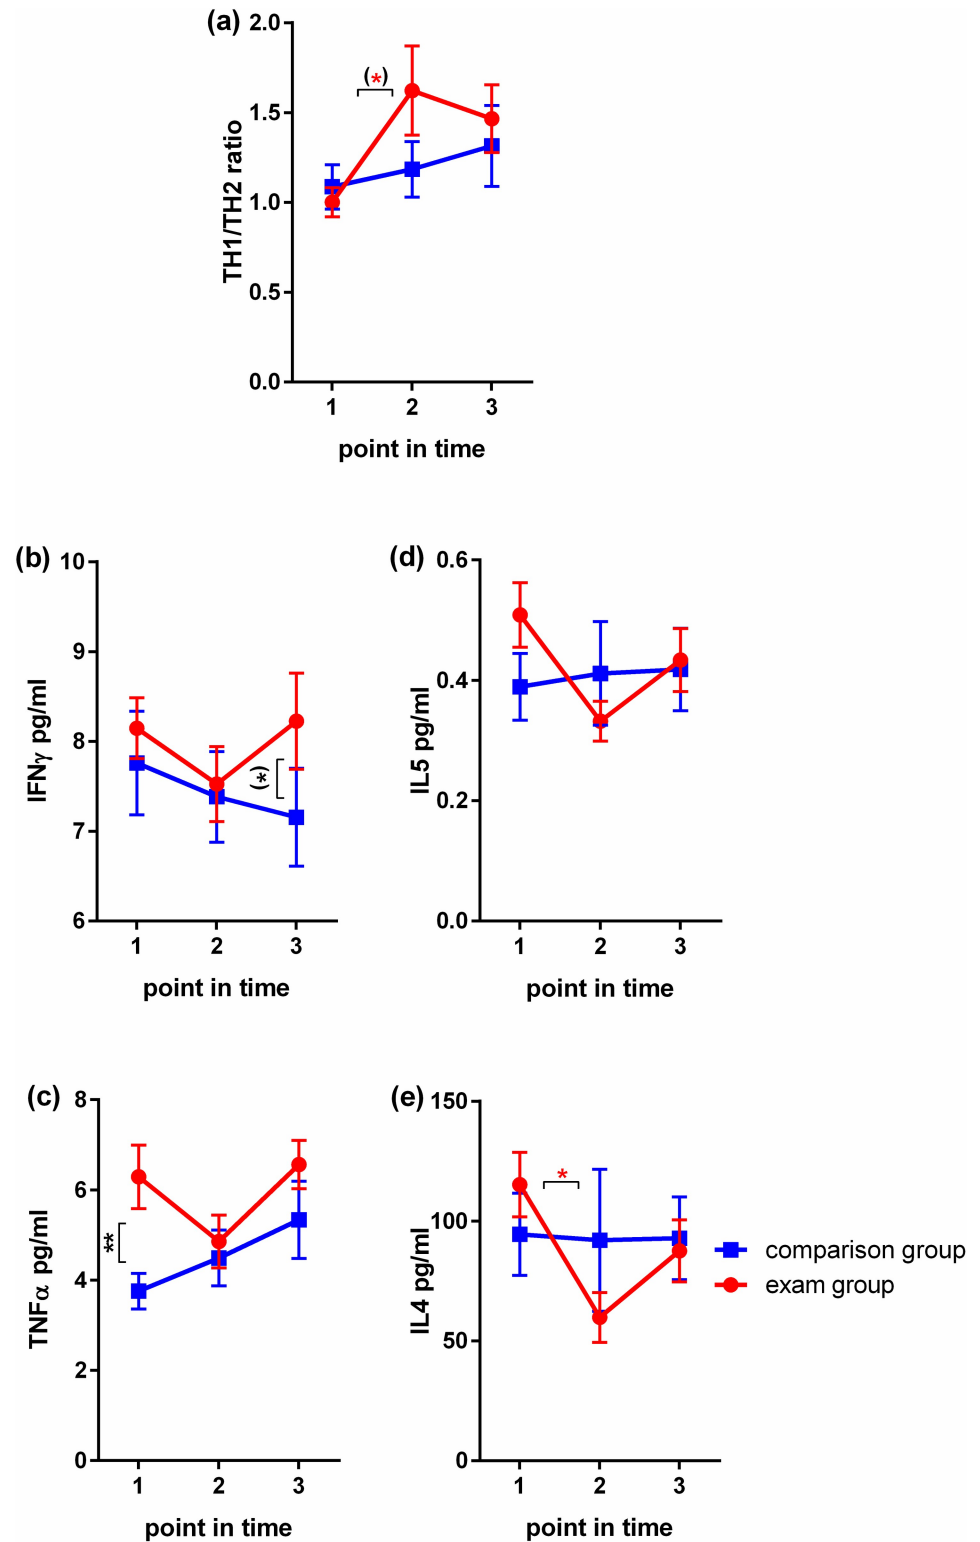 (a)
TH1/TH2 ratio
2.0
1.5
1.0
0.5
0.0
(*)
1 2 3
point in time
(b)
IFNγ pg/ml
10
9
8
7
6
(*)
1 2 3
point in time
(d)
IL5 pg/ml
0.6
0.4
0.2
0.0
1 2 3
point in time
(c)
TNFα pg/ml
8
6
4
2
0
**
1 2 3
point in time
(e)
IL4 pg/ml
150
100
50
0
*
1 2 3
point in time
comparison group
exam group